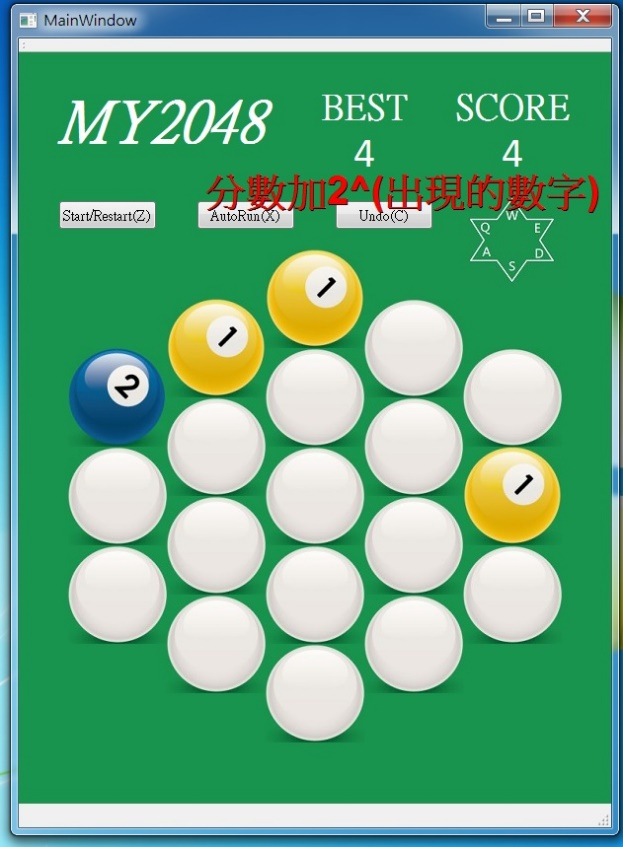 MainWindow
MY2048
BEST
SCORE
4
4
分數加2^(出現的數字)
Start/Restart(Z)
AutoRun(X)
Undo(C)
W
Q
E
A
D
S
1
1
2
1